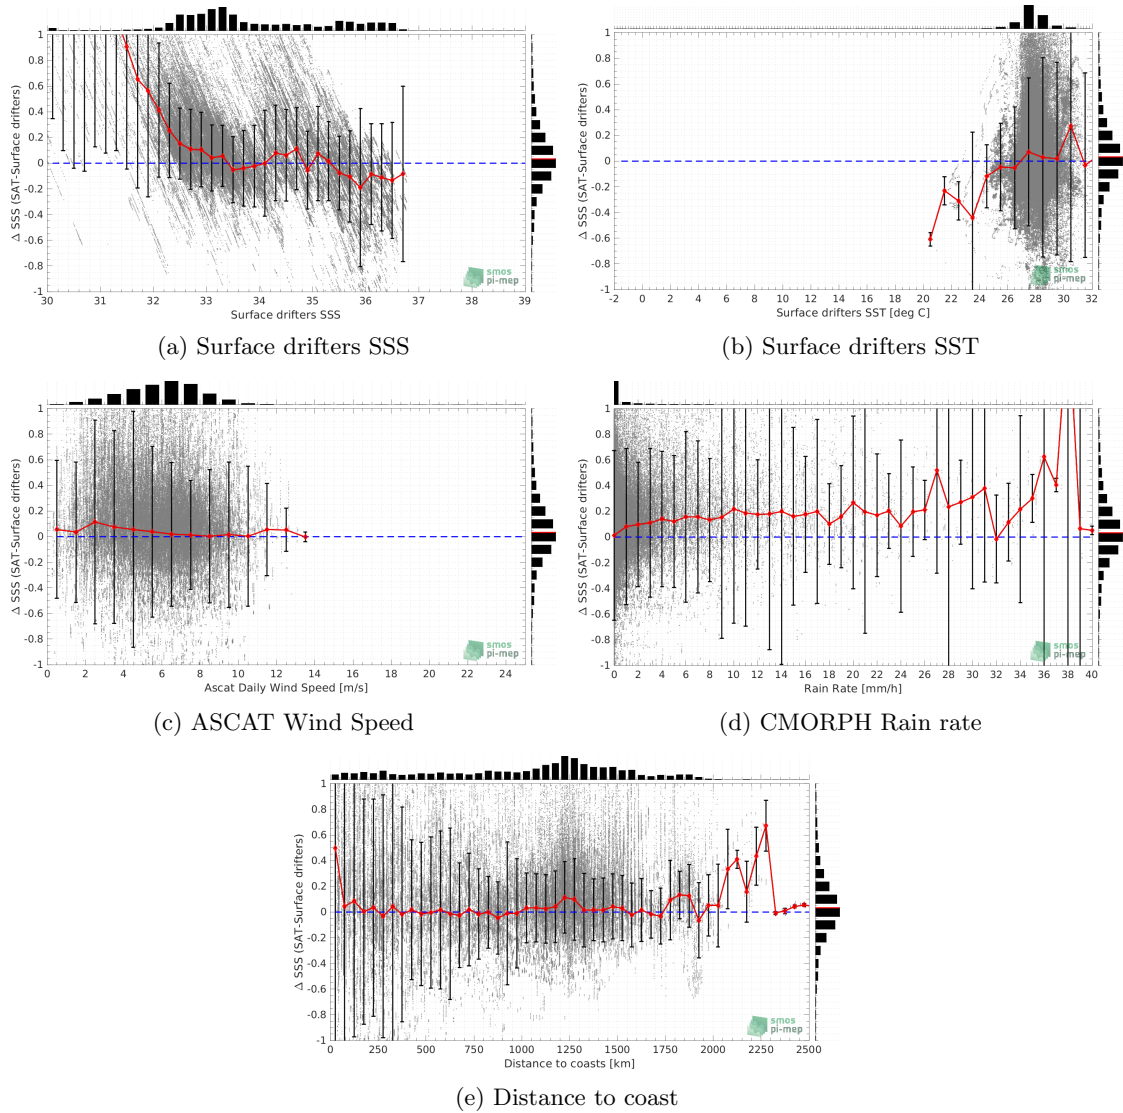 1
0.8
0.6
0.4
0.2
0
-0.2
-0.4
-0.6
-0.8
-1
Δ SSS (SAT-Surface drifters)
30 31 32 33 34 35 36 37 38 39
Surface drifters SSS
smos
pi-mep
(a) Surface drifters SSS
1
0.8
0.6
0.4
0.2
0
-0.2
-0.4
-0.6
-0.8
-1
Δ SSS (SAT-Surface drifters)
-2 0 2 4 6 8 10 12 14 16 18 20 22 24 26 28 30 32
Surface drifters SST [deg C]
smos
pi-mep
(b) Surface drifters SST
1
0.8
0.6
0.4
0.2
0
-0.2
-0.4
-0.6
-0.8
-1
Δ SSS (SAT-Surface drifters)
0 2 4 6 8 10 12 14 16 18 20 22 24
Ascat Daily Wind Speed [m/s]
smos
pi-mep
(c) ASCAT Wind Speed
1
0.8
0.6
0.4
0.2
0
-0.2
-0.4
-0.6
-0.8
-1
Δ SSS (SAT-Surface drifters)
0 2 4 6 8 10 12 14 16 18 20 22 24 26 28 30 32 34 36 38 40
Rain Rate [mm/h]
smos
pi-mep
(d) CMORPH Rain rate
1
0.8
0.6
0.4
0.2
0
-0.2
-0.4
-0.6
-0.8
-1
Δ SSS (SAT-Surface drifters)
0 250 500 750 1000 1250 1500 1750 2000 2250 2500
Distance to coasts [km]
smos
pi-mep
(e) Distance to coast